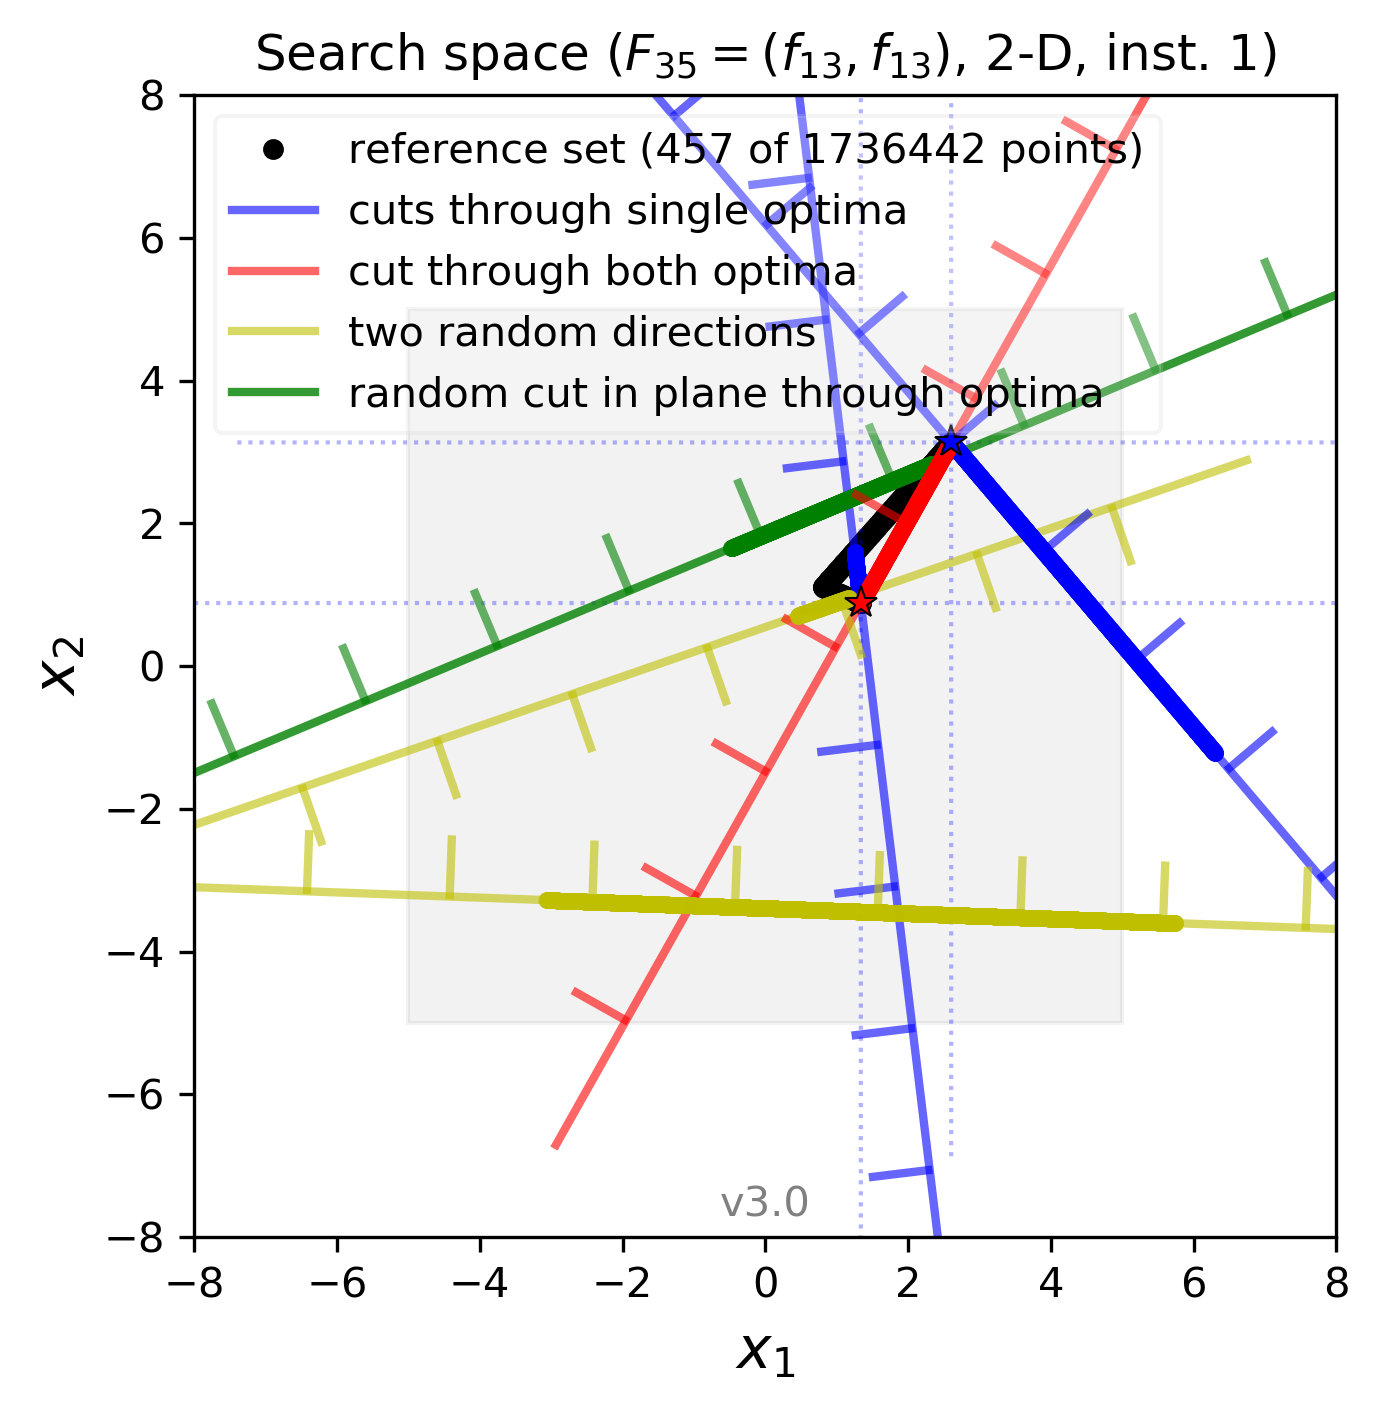 Search space (F₃₅ = (f₁₃, f₁₃), 2-D, inst. 1)
reference set (457 of 1736442 points)
cuts through single optima
cut through both optima
two random directions
random cut in plane through optima
8
6
4
2
0
−2
−4
−6
−8
x₂
v3.0
−8 −6 −4 −2 0 2 4 6 8
x₁